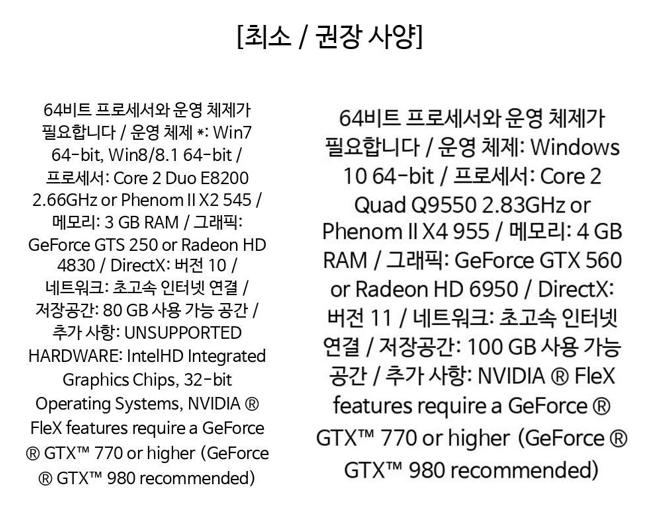 [최소 / 권장 사양]
64비트 프로세서와 운영 체제가
필요합니다 / 운영 체제 *: Win7
64-bit, Win8/8.1 64-bit /
프로세서: Core 2 Duo E8200
2.66GHz or Phenom II X2 545 /
메모리: 3 GB RAM / 그래픽:
GeForce GTS 250 or Radeon HD
4830 / DirectX: 버전 10 /
네트워크: 초고속 인터넷 연결 /
저장공간: 80 GB 사용 가능 공간 /
추가 사항: UNSUPPORTED
HARDWARE: IntelHD Integrated
Graphics Chips, 32-bit
Operating Systems, NVIDIA ®
FleX features require a GeForce
® GTX™ 770 or higher (GeForce
® GTX™ 980 recommended)
64비트 프로세서와 운영 체제가
필요합니다 / 운영 체제: Windows
10 64-bit / 프로세서: Core 2
Quad Q9550 2.83GHz or
Phenom II X4 955 / 메모리: 4 GB
RAM / 그래픽: GeForce GTX 560
or Radeon HD 6950 / DirectX:
버전 11 / 네트워크: 초고속 인터넷
연결 / 저장공간: 100 GB 사용 가능
공간 / 추가 사항: NVIDIA ® FleX
features require a GeForce ®
GTX™ 770 or higher (GeForce ®
GTX™ 980 recommended)